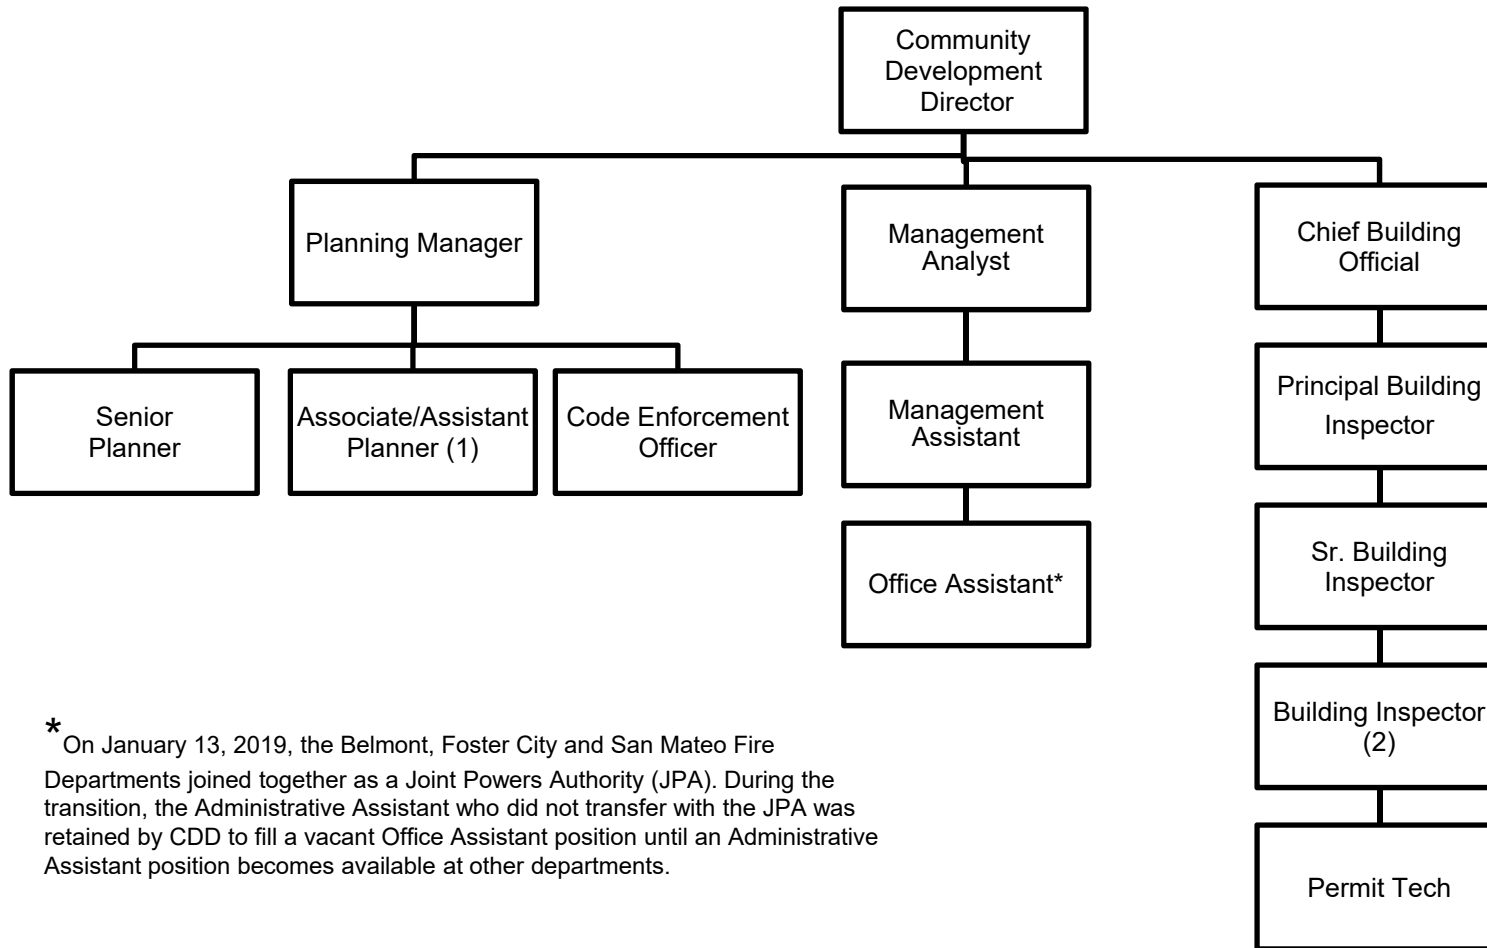 Community
Development
Director
Planning Manager
Management
Analyst
Chief Building
Official
Senior
Planner
Associate/Assistant
Planner (1)
Code Enforcement
Officer
Management
Assistant
Principal Building
Inspector
Office Assistant*
Sr. Building
Inspector
Building Inspector
(2)
Permit Tech
*On January 13, 2019, the Belmont, Foster City and San Mateo Fire
Departments joined together as a Joint Powers Authority (JPA). During the
transition, the Administrative Assistant who did not transfer with the JPA was
retained by CDD to fill a vacant Office Assistant position until an Administrative
Assistant position becomes available at other departments.